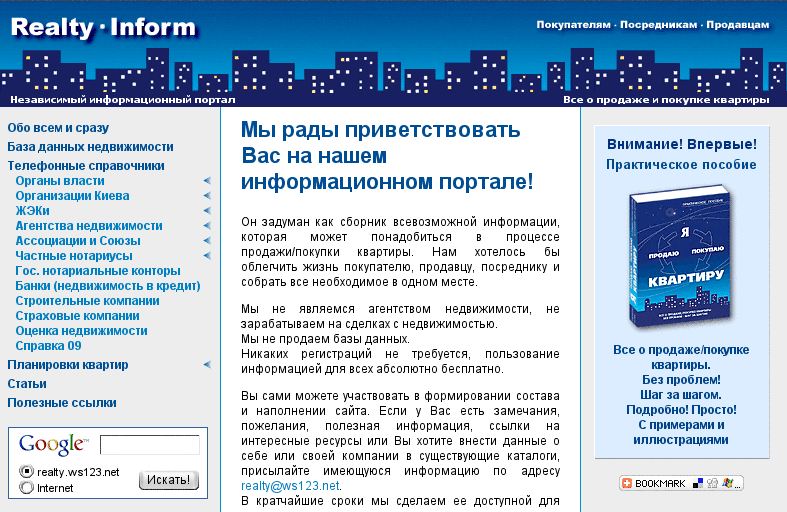 Realty · Inform
Покупателям · Посредникам · Продавцам
Независимый информационный портал
Все о продаже и покупке квартиры
Обо всем и сразу
База данных недвижимости
Телефонные справочники
Органы власти
Организации Киева
ЖЭКи
Агентства недвижимости
Ассоциации и Союзы
Частные нотариусы
Гос. нотариальные конторы
Банки (недвижимость в кредит)
Строительные компании
Страховые компании
Оценка недвижимости
Справка 09
Планировки квартир
Статьи
Полезные ссылки
Google™
realty.ws123.net
Internet
Искать!
Мы рады приветствовать
Вас на нашем
информационном портале!
Он задуман как сборник всевозможной информации,
которая может понадобиться в процессе
продажи/покупки квартиры. Нам хотелось бы
облегчить жизнь покупателю, продавцу, посреднику и
собрать все необходимое в одном месте.
Мы не являемся агентством недвижимости, не
зарабатываем на сделках с недвижимостью.
Мы не продаем базы данных.
Никаких регистраций не требуется, пользование
информацией для всех абсолютно бесплатно.
Вы сами можете участвовать в формировании состава
и наполнении сайта. Если у Вас есть замечания,
пожелания, полезная информация, ссылки на
интересные ресурсы или Вы хотите внести данные о
себе или своей компании в существующие каталоги,
присылайте имеющуюся информацию по адресу
realty@ws123.net.
В кратчайшие сроки мы сделаем ее доступной для
Внимание! Впервые!
Практическое пособие
Я
ПРОДАЮ ПОКУПАЮ
КВАРТИРУ
Все о продаже/покупке
квартиры.
Без проблем!
Шаг за шагом.
Подробно! Просто!
С примерами и
иллюстрациями
BOOKMARK